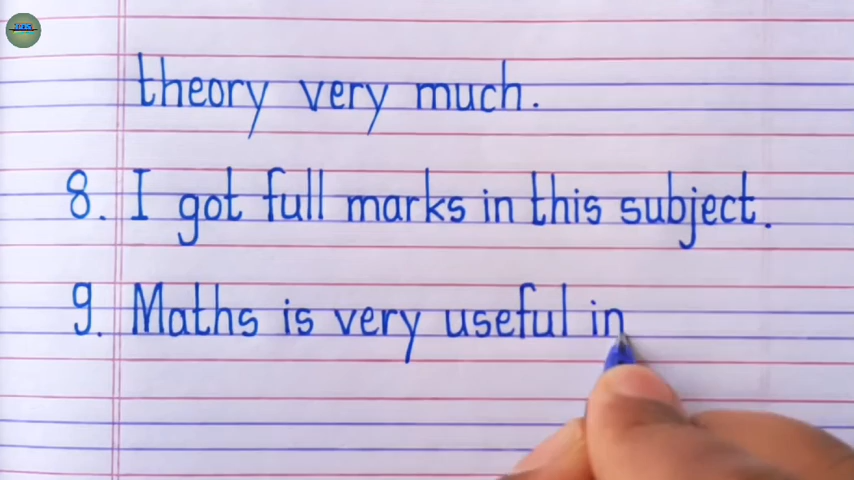 theory very much.
8. I got full marks in this subject.
9. Maths is very useful in